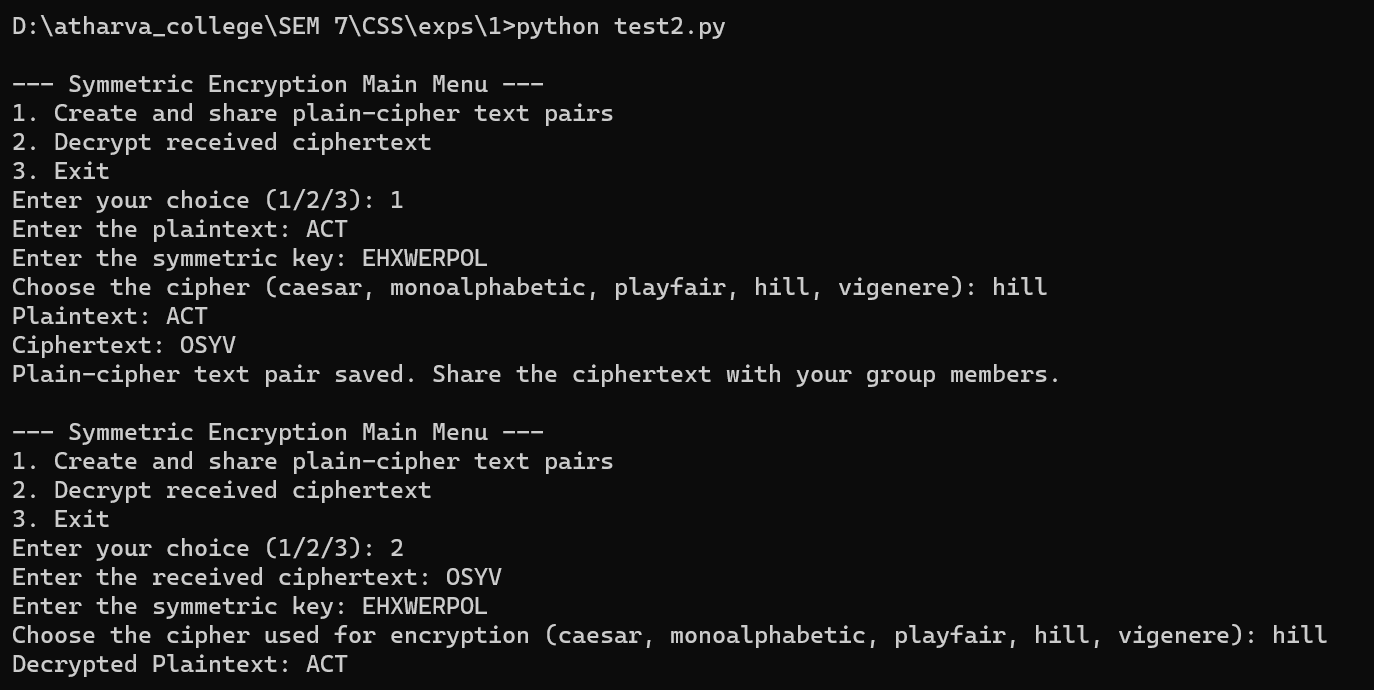 D:\atharva_college\SEM 7\CSS\exps\1>python test2.py
--- Symmetric Encryption Main Menu ---
1. Create and share plain-cipher text pairs
2. Decrypt received ciphertext
3. Exit
Enter your choice (1/2/3): 1
Enter the plaintext: ACT
Enter the symmetric key: EHXWERPOL
Choose the cipher (caesar, monoalphabetic, playfair, hill, vigenere): hill
Plaintext: ACT
Ciphertext: OSYV
Plain-cipher text pair saved. Share the ciphertext with your group members.
--- Symmetric Encryption Main Menu ---
1. Create and share plain-cipher text pairs
2. Decrypt received ciphertext
3. Exit
Enter your choice (1/2/3): 2
Enter the received ciphertext: OSYV
Enter the symmetric key: EHXWERPOL
Choose the cipher used for encryption (caesar, monoalphabetic, playfair, hill, vigenere): hill
Decrypted Plaintext: ACT